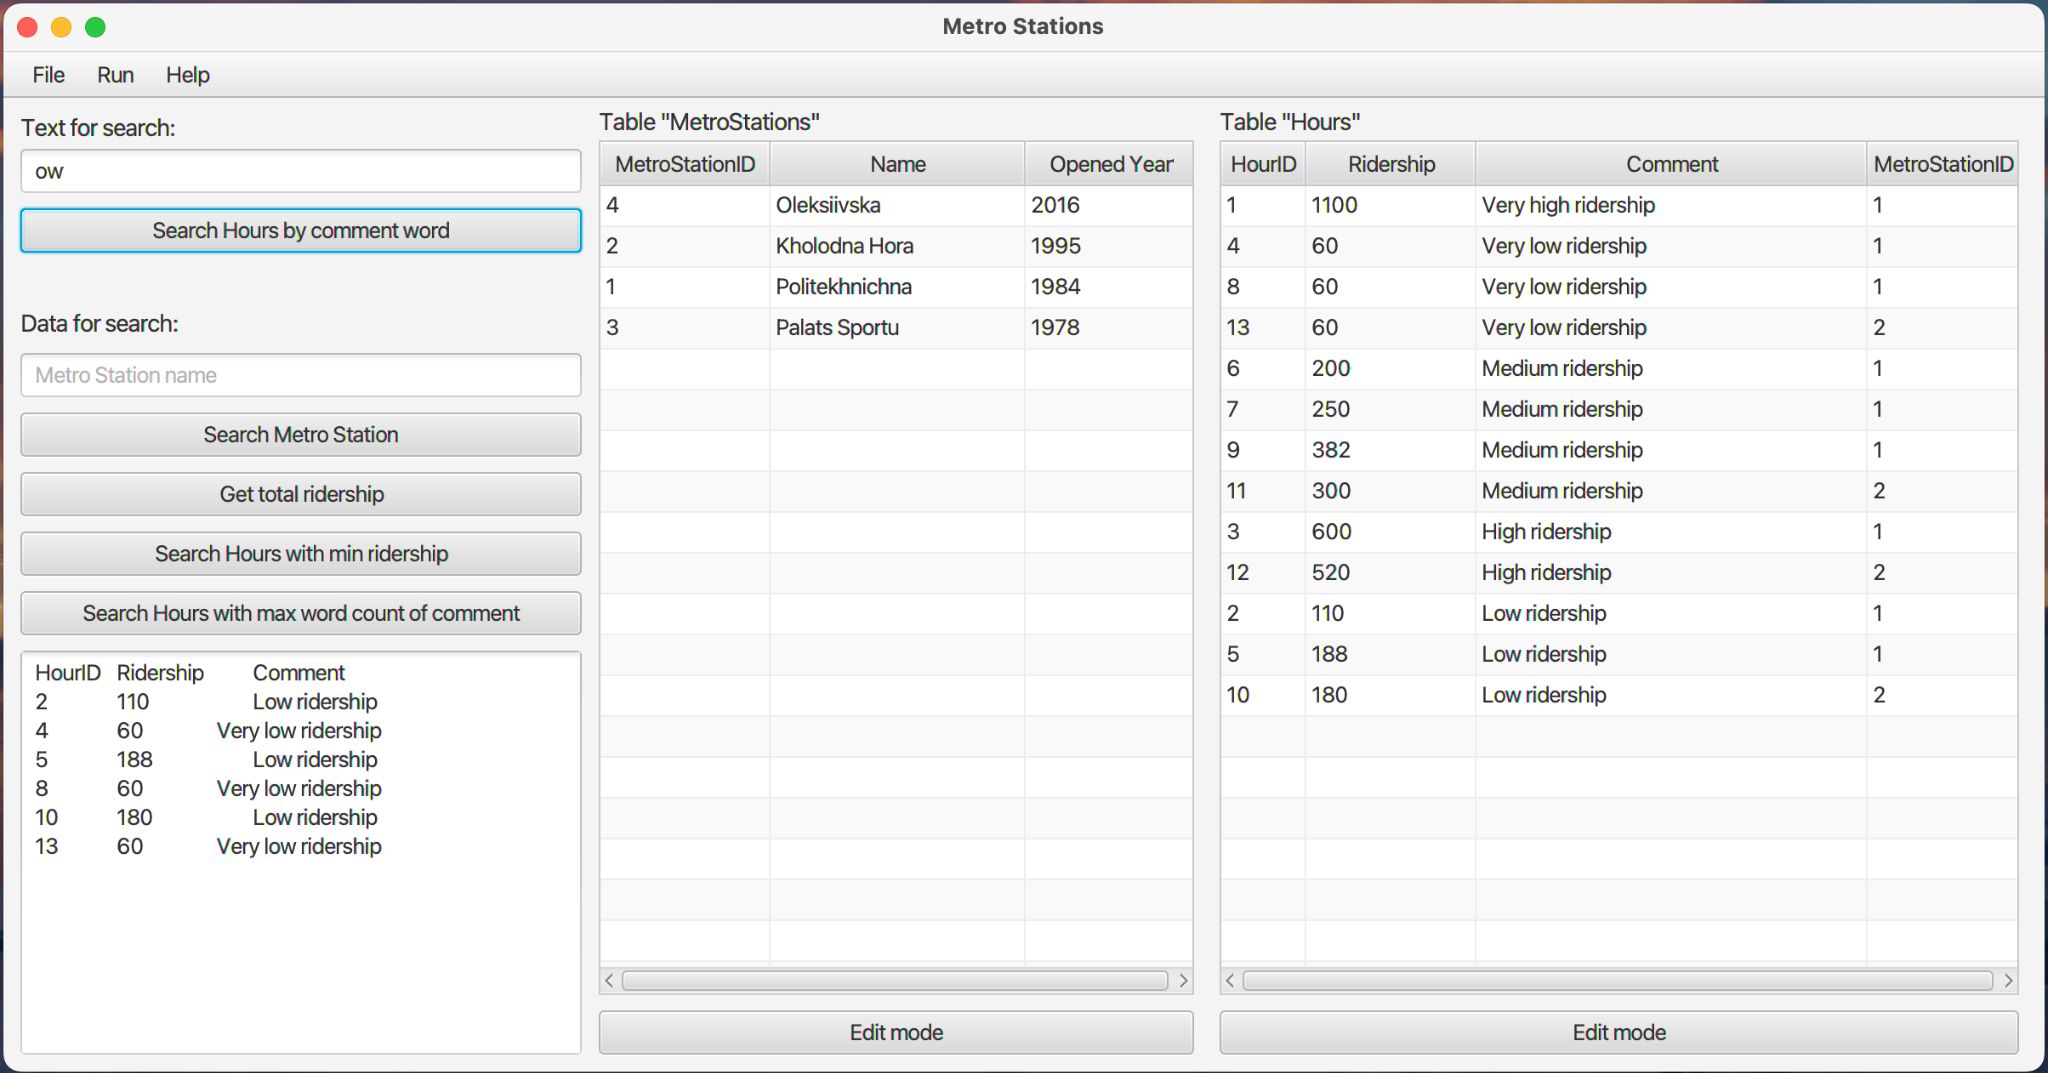 Metro Stations
File Run Help
Text for search:
ow
Search Hours by comment word
Data for search:
Metro Station name
Search Metro Station
Get total ridership
Search Hours with min ridership
Search Hours with max word count of comment
HourID Ridership Comment
2 110 Low ridership
4 60 Very low ridership
5 188 Low ridership
8 60 Very low ridership
10 180 Low ridership
13 60 Very low ridership
Table "MetroStations"
MetroStationID Name Opened Year
4 Oleksiivska 2016
2 Kholodna Hora 1995
1 Politekhnichna 1984
3 Palats Sportu 1978
Edit mode
Table "Hours"
HourID Ridership Comment MetroStationID
1 1100 Very high ridership 1
4 60 Very low ridership 1
8 60 Very low ridership 1
13 60 Very low ridership 2
6 200 Medium ridership 1
7 250 Medium ridership 1
9 382 Medium ridership 1
11 300 Medium ridership 2
3 600 High ridership 1
12 520 High ridership 2
2 110 Low ridership 1
5 188 Low ridership 1
10 180 Low ridership 2
Edit mode